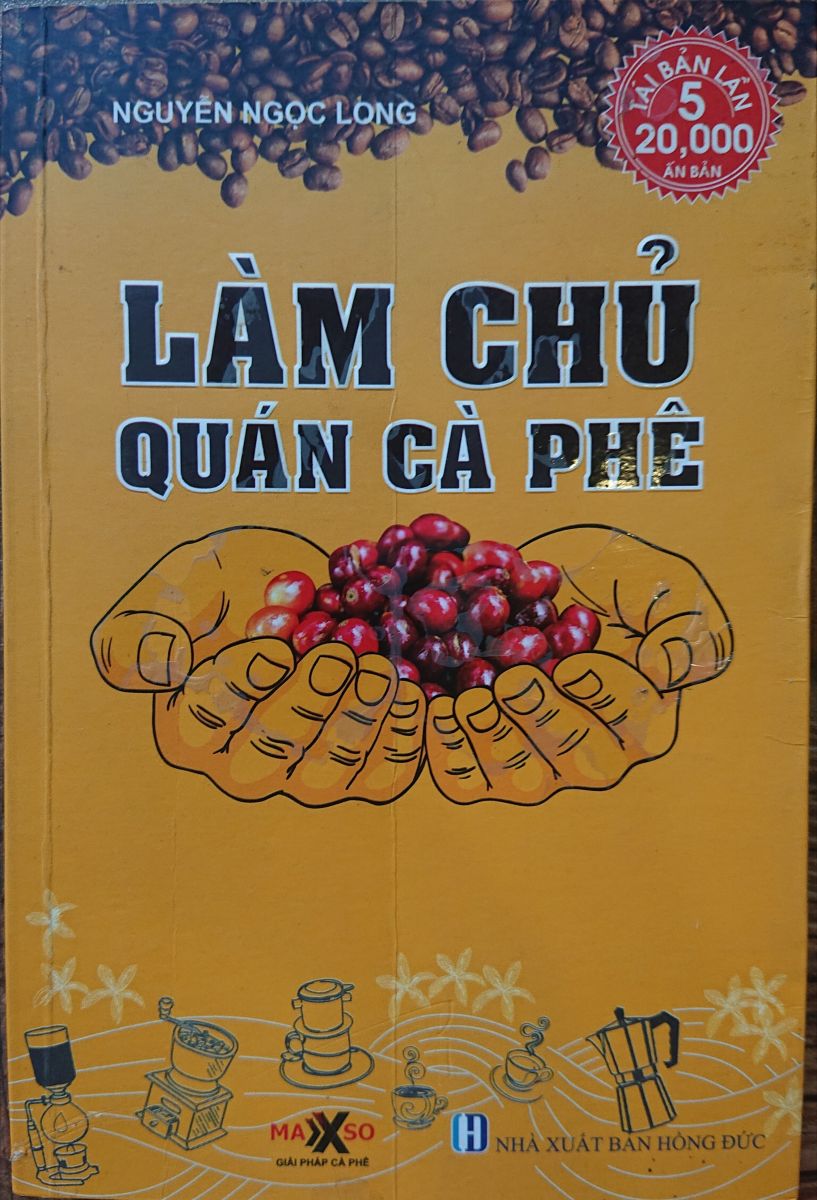 NGUYỄN NGỌC LONG
TÁI BẢN LẦN
5
20,000
ẤN BẢN
LÀM CHỦ
QUÁN CÀ PHÊ
MAXSO
GIẢI PHÁP CÀ PHÊ
NHÀ XUẤT BẢN HỒNG ĐỨC